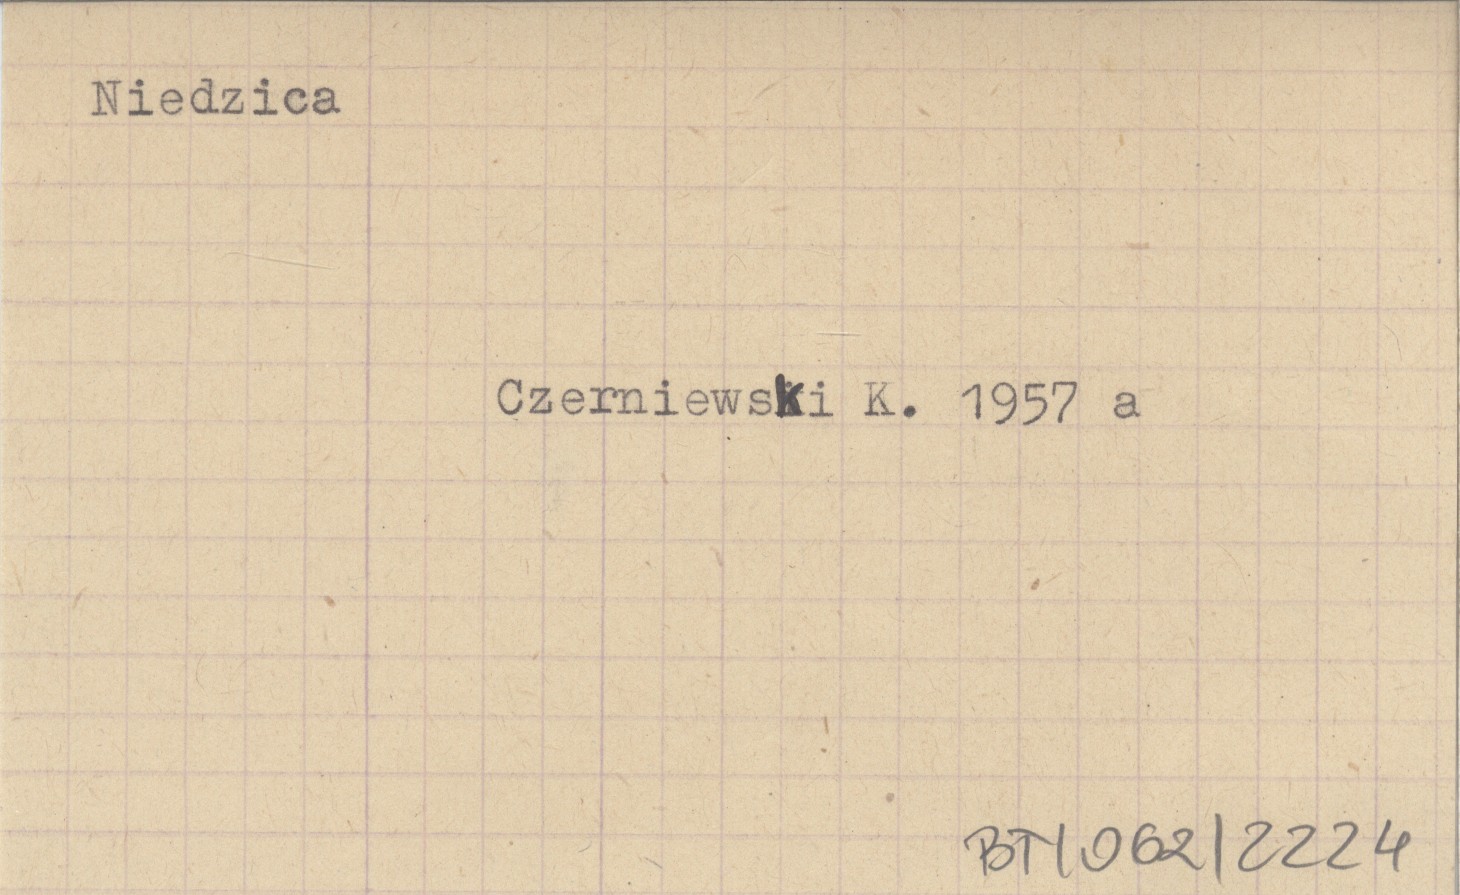 Niedzica
Czerniewski K. 1957 a
BT/062/2224